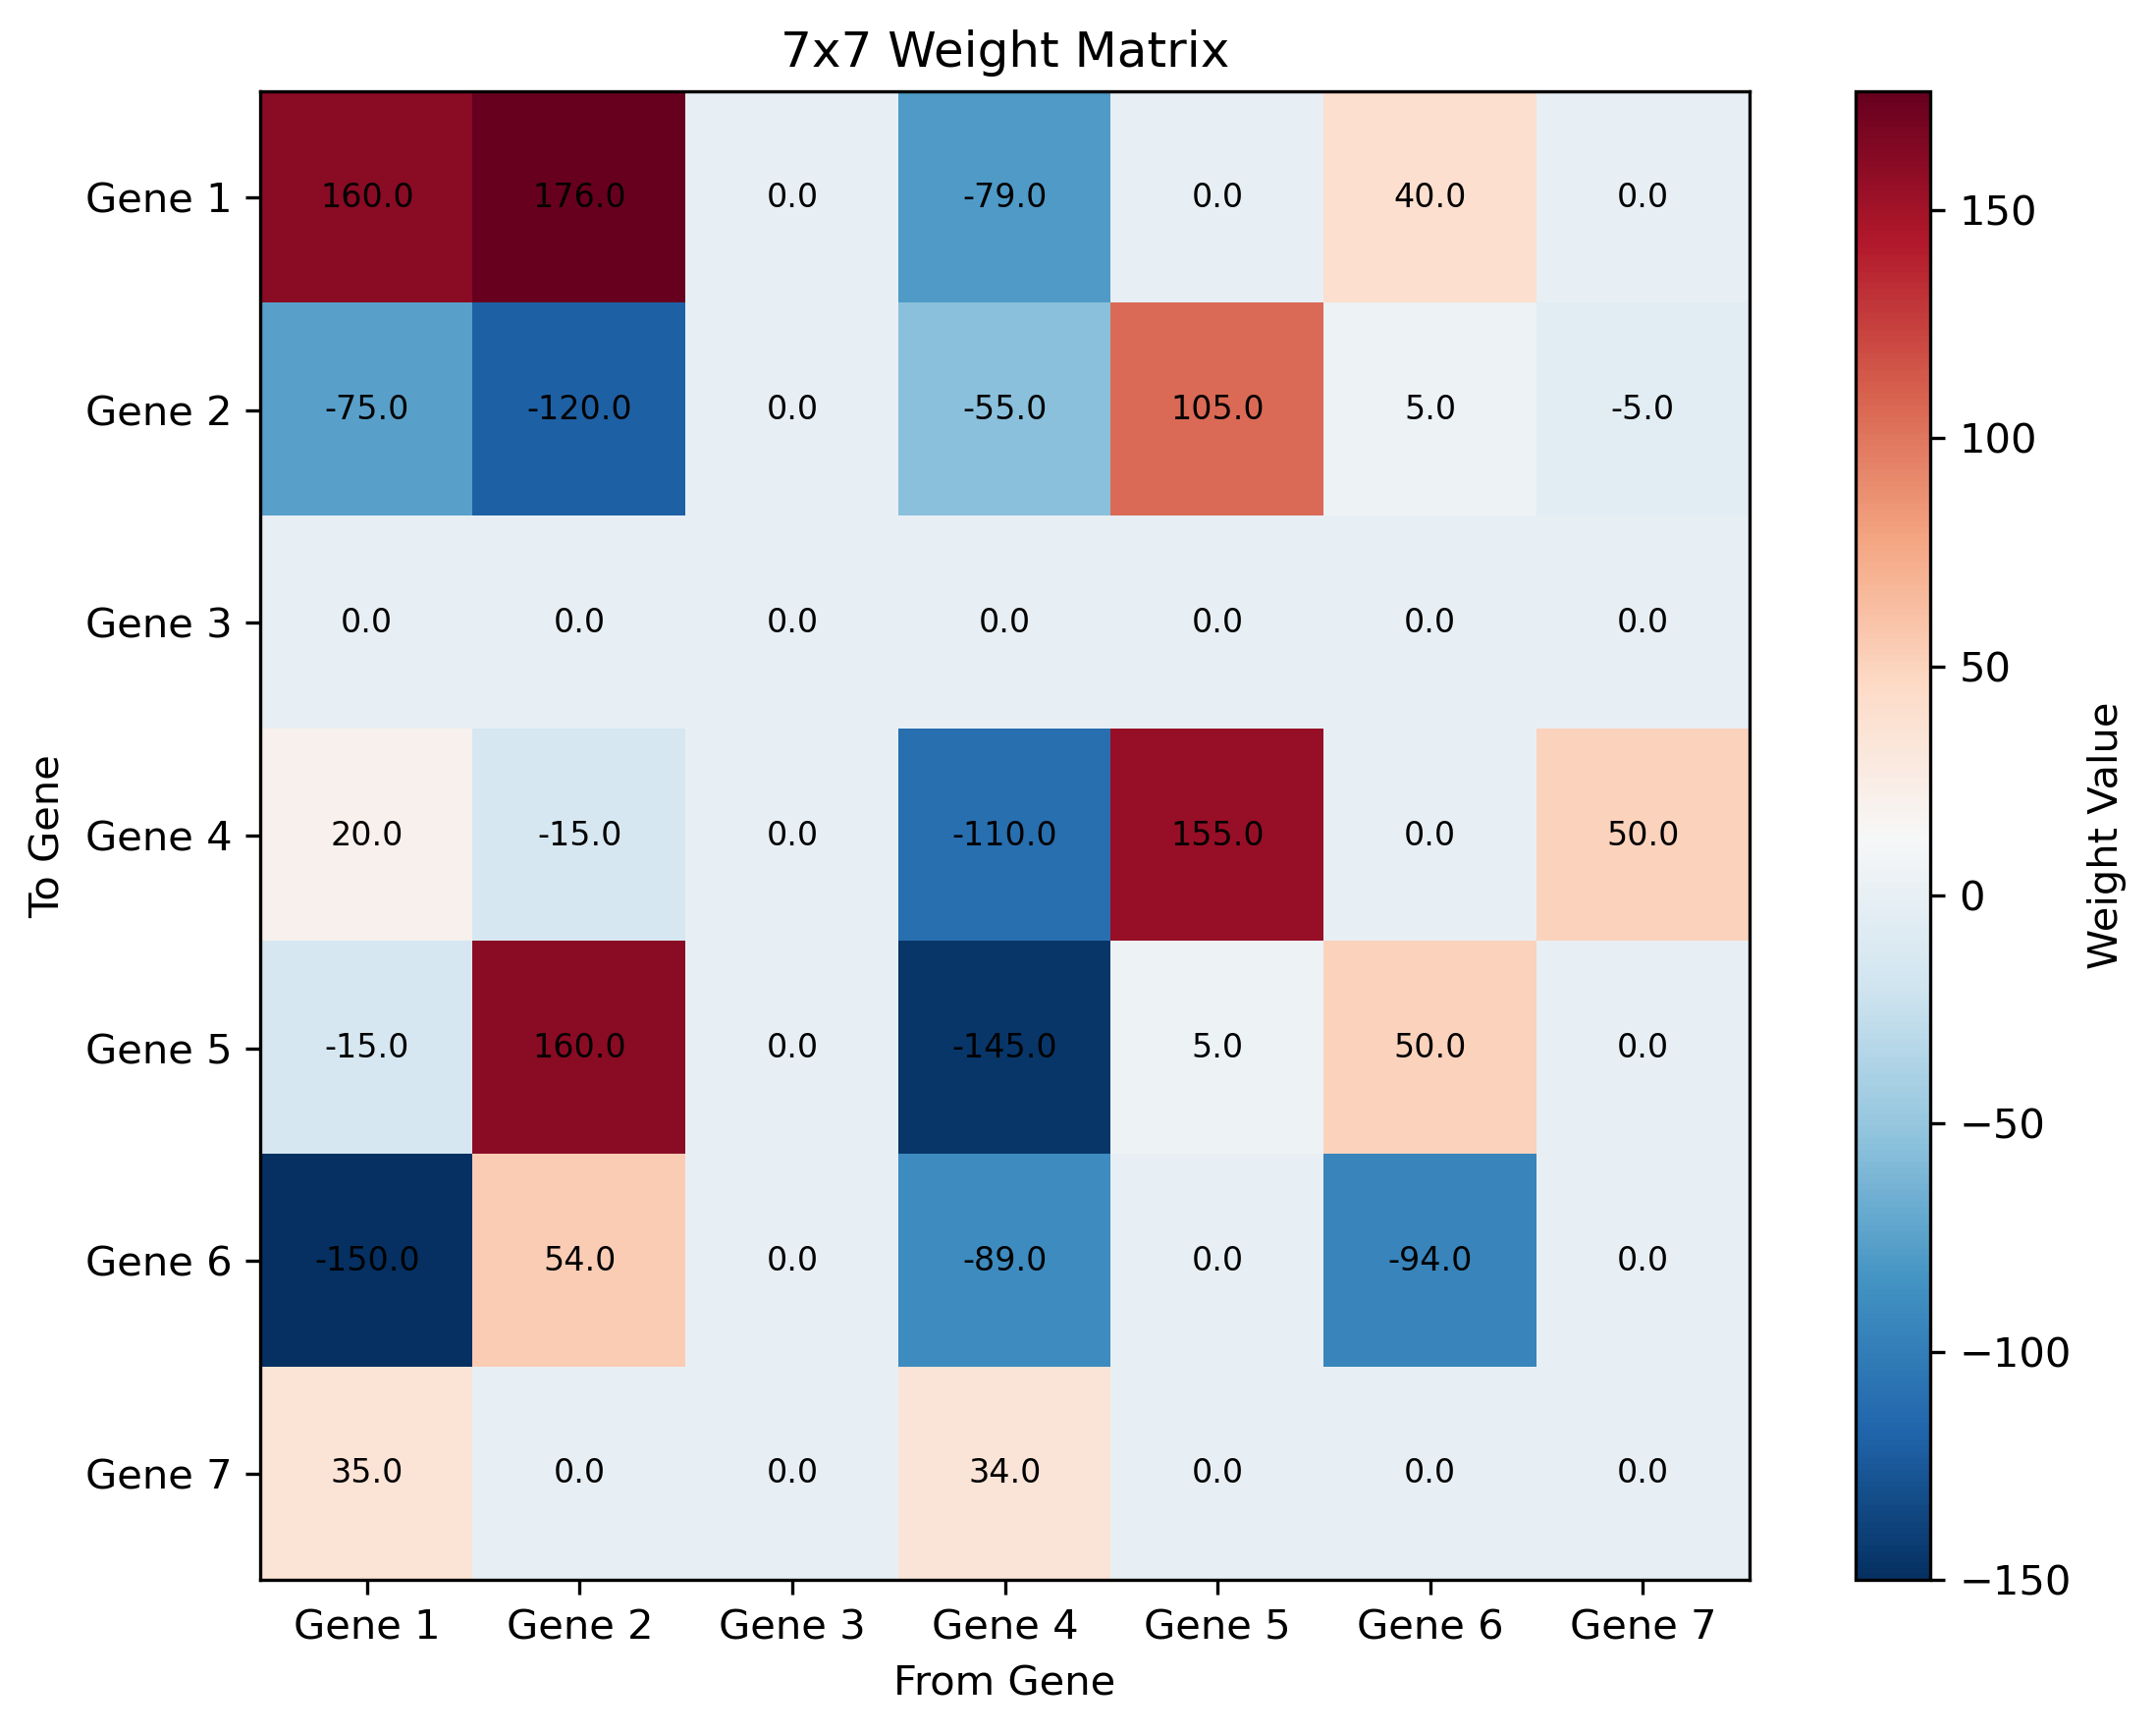 7x7 Weight Matrix
Gene 1 160.0 176.0 0.0 -79.0 0.0 40.0 0.0
Gene 2 -75.0 -120.0 0.0 -55.0 105.0 5.0 -5.0
Gene 3 0.0 0.0 0.0 0.0 0.0 0.0 0.0
Gene 4 20.0 -15.0 0.0 -110.0 155.0 0.0 50.0
Gene 5 -15.0 160.0 0.0 -145.0 5.0 50.0 0.0
Gene 6 -150.0 54.0 0.0 -89.0 0.0 -94.0 0.0
Gene 7 35.0 0.0 0.0 34.0 0.0 0.0 0.0
Gene 1 Gene 2 Gene 3 Gene 4 Gene 5 Gene 6 Gene 7
From Gene
To Gene
150
100
50
0
−50
−100
−150
Weight Value